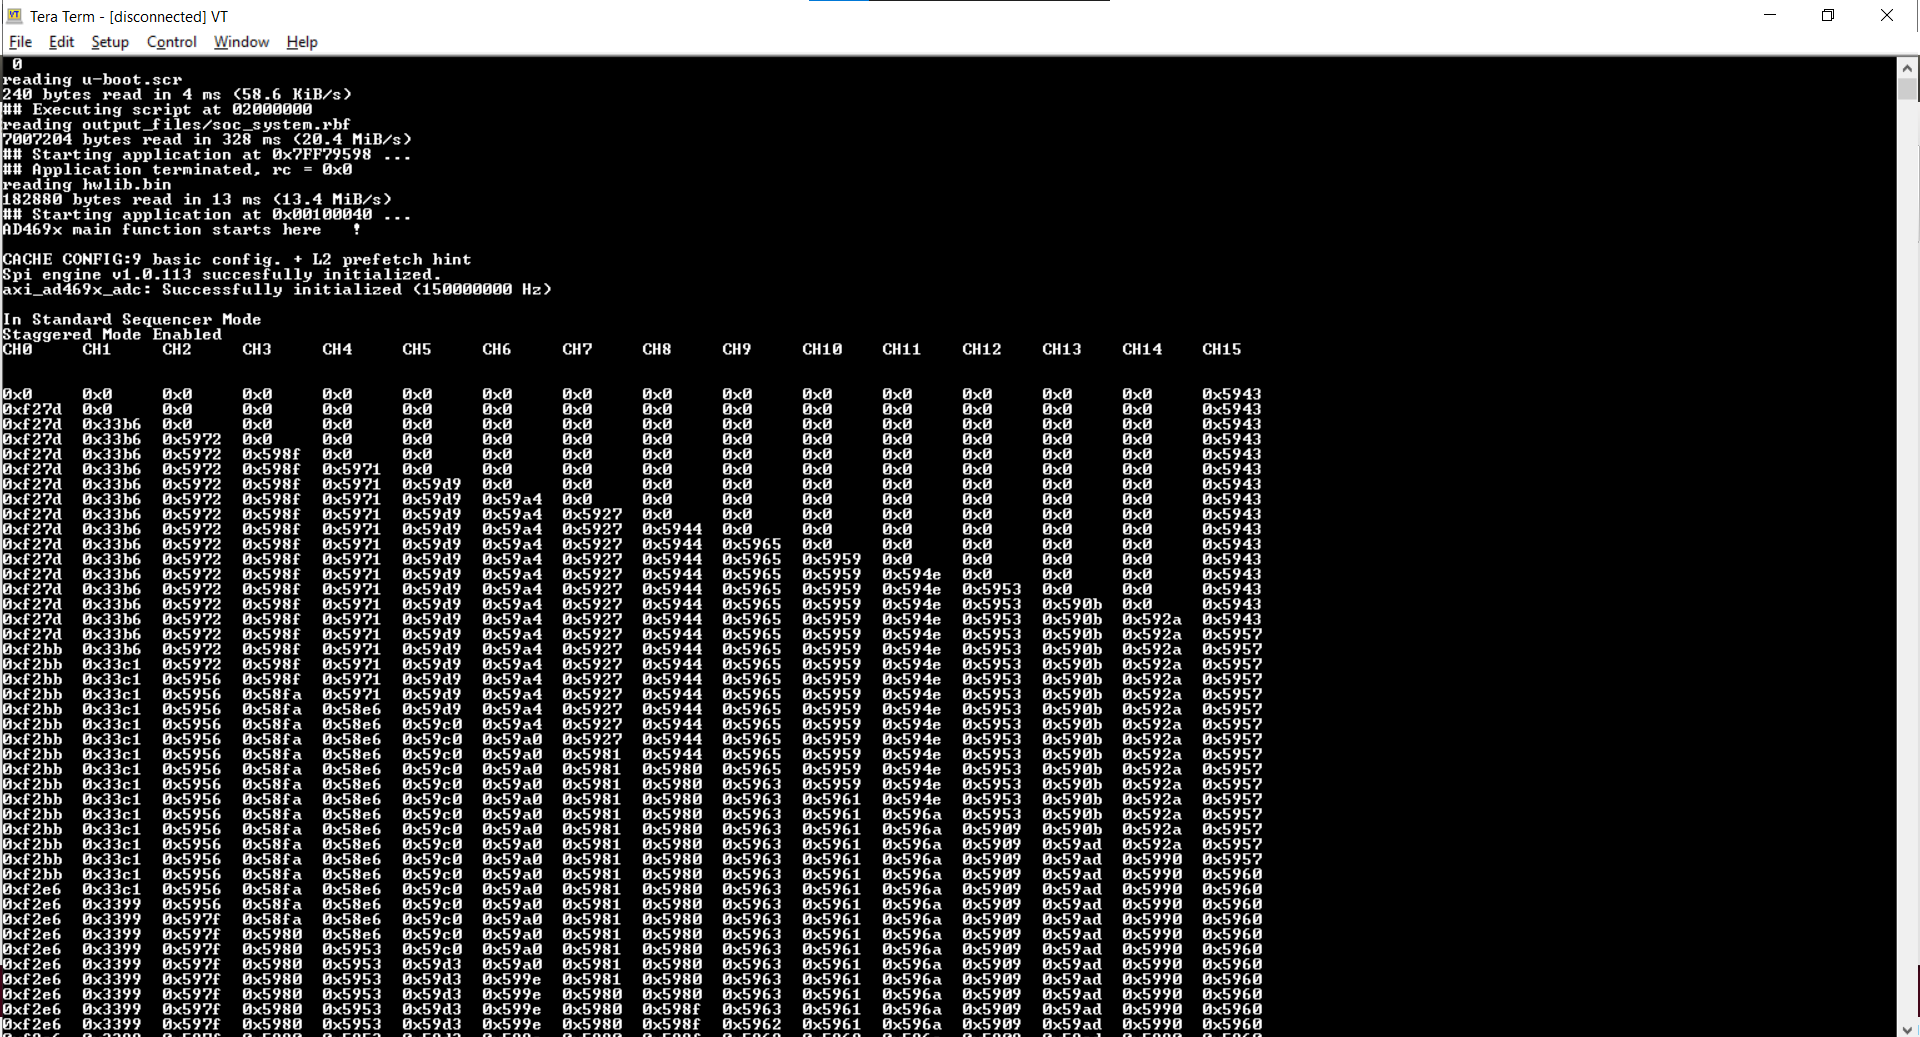 Tera Term - [disconnected] VT
File Edit Setup Control Window Help
0
reading u-boot.scr
240 bytes read in 4 ms (58.6 KiB/s)
## Executing script at 02000000
reading output_files/soc_system.rbf
7007204 bytes read in 328 ms (20.4 MiB/s)
## Starting application at 0x7FF79598 ...
## Application terminated, rc = 0x0
reading hwlib.bin
182880 bytes read in 13 ms (13.4 MiB/s)
## Starting application at 0x00100040 ...
AD469x main function starts here !
CACHE CONFIG:9 basic config. + L2 prefetch hint
Spi engine v1.0.113 succesfully initialized.
axi_ad469x_adc: Successfully initialized (150000000 Hz)
In Standard Sequencer Mode
Staggered Mode Enabled
CH0 CH1 CH2 CH3 CH4 CH5 CH6 CH7 CH8 CH9 CH10 CH11 CH12 CH13 CH14 CH15
0x0 0x0 0x0 0x0 0x0 0x0 0x0 0x0 0x0 0x0 0x0 0x0 0x0 0x0 0x0 0x5943
0xf27d 0x0 0x0 0x0 0x0 0x0 0x0 0x0 0x0 0x0 0x0 0x0 0x0 0x0 0x0 0x5943
0xf27d 0x33b6 0x0 0x0 0x0 0x0 0x0 0x0 0x0 0x0 0x0 0x0 0x0 0x0 0x0 0x5943
0xf27d 0x33b6 0x5972 0x0 0x0 0x0 0x0 0x0 0x0 0x0 0x0 0x0 0x0 0x0 0x0 0x5943
0xf27d 0x33b6 0x5972 0x598f 0x0 0x0 0x0 0x0 0x0 0x0 0x0 0x0 0x0 0x0 0x0 0x5943
0xf27d 0x33b6 0x5972 0x598f 0x5971 0x0 0x0 0x0 0x0 0x0 0x0 0x0 0x0 0x0 0x0 0x5943
0xf27d 0x33b6 0x5972 0x598f 0x5971 0x59d9 0x0 0x0 0x0 0x0 0x0 0x0 0x0 0x0 0x0 0x5943
0xf27d 0x33b6 0x5972 0x598f 0x5971 0x59d9 0x59a4 0x0 0x0 0x0 0x0 0x0 0x0 0x0 0x0 0x5943
0xf27d 0x33b6 0x5972 0x598f 0x5971 0x59d9 0x59a4 0x5927 0x0 0x0 0x0 0x0 0x0 0x0 0x0 0x5943
0xf27d 0x33b6 0x5972 0x598f 0x5971 0x59d9 0x59a4 0x5927 0x5944 0x0 0x0 0x0 0x0 0x0 0x0 0x5943
0xf27d 0x33b6 0x5972 0x598f 0x5971 0x59d9 0x59a4 0x5927 0x5944 0x5965 0x0 0x0 0x0 0x0 0x0 0x5943
0xf27d 0x33b6 0x5972 0x598f 0x5971 0x59d9 0x59a4 0x5927 0x5944 0x5965 0x5959 0x0 0x0 0x0 0x0 0x5943
0xf27d 0x33b6 0x5972 0x598f 0x5971 0x59d9 0x59a4 0x5927 0x5944 0x5965 0x5959 0x594e 0x0 0x0 0x0 0x5943
0xf27d 0x33b6 0x5972 0x598f 0x5971 0x59d9 0x59a4 0x5927 0x5944 0x5965 0x5959 0x594e 0x5953 0x0 0x0 0x5943
0xf27d 0x33b6 0x5972 0x598f 0x5971 0x59d9 0x59a4 0x5927 0x5944 0x5965 0x5959 0x594e 0x5953 0x590b 0x0 0x5943
0xf27d 0x33b6 0x5972 0x598f 0x5971 0x59d9 0x59a4 0x5927 0x5944 0x5965 0x5959 0x594e 0x5953 0x590b 0x592a 0x5943
0xf27d 0x33b6 0x5972 0x598f 0x5971 0x59d9 0x59a4 0x5927 0x5944 0x5965 0x5959 0x594e 0x5953 0x590b 0x592a 0x5957
0xf2bb 0x33b6 0x5972 0x598f 0x5971 0x59d9 0x59a4 0x5927 0x5944 0x5965 0x5959 0x594e 0x5953 0x590b 0x592a 0x5957
0xf2bb 0x33c1 0x5972 0x598f 0x5971 0x59d9 0x59a4 0x5927 0x5944 0x5965 0x5959 0x594e 0x5953 0x590b 0x592a 0x5957
0xf2bb 0x33c1 0x5956 0x598f 0x5971 0x59d9 0x59a4 0x5927 0x5944 0x5965 0x5959 0x594e 0x5953 0x590b 0x592a 0x5957
0xf2bb 0x33c1 0x5956 0x58fa 0x5971 0x59d9 0x59a4 0x5927 0x5944 0x5965 0x5959 0x594e 0x5953 0x590b 0x592a 0x5957
0xf2bb 0x33c1 0x5956 0x58fa 0x58e6 0x59d9 0x59a4 0x5927 0x5944 0x5965 0x5959 0x594e 0x5953 0x590b 0x592a 0x5957
0xf2bb 0x33c1 0x5956 0x58fa 0x58e6 0x59c0 0x59a4 0x5927 0x5944 0x5965 0x5959 0x594e 0x5953 0x590b 0x592a 0x5957
0xf2bb 0x33c1 0x5956 0x58fa 0x58e6 0x59c0 0x59a0 0x5927 0x5944 0x5965 0x5959 0x594e 0x5953 0x590b 0x592a 0x5957
0xf2bb 0x33c1 0x5956 0x58fa 0x58e6 0x59c0 0x59a0 0x5981 0x5944 0x5965 0x5959 0x594e 0x5953 0x590b 0x592a 0x5957
0xf2bb 0x33c1 0x5956 0x58fa 0x58e6 0x59c0 0x59a0 0x5981 0x5980 0x5965 0x5959 0x594e 0x5953 0x590b 0x592a 0x5957
0xf2bb 0x33c1 0x5956 0x58fa 0x58e6 0x59c0 0x59a0 0x5981 0x5980 0x5963 0x5959 0x594e 0x5953 0x590b 0x592a 0x5957
0xf2bb 0x33c1 0x5956 0x58fa 0x58e6 0x59c0 0x59a0 0x5981 0x5980 0x5963 0x5961 0x594e 0x5953 0x590b 0x592a 0x5957
0xf2bb 0x33c1 0x5956 0x58fa 0x58e6 0x59c0 0x59a0 0x5981 0x5980 0x5963 0x5961 0x596a 0x5953 0x590b 0x592a 0x5957
0xf2bb 0x33c1 0x5956 0x58fa 0x58e6 0x59c0 0x59a0 0x5981 0x5980 0x5963 0x5961 0x596a 0x5909 0x590b 0x592a 0x5957
0xf2bb 0x33c1 0x5956 0x58fa 0x58e6 0x59c0 0x59a0 0x5981 0x5980 0x5963 0x5961 0x596a 0x5909 0x59ad 0x592a 0x5957
0xf2bb 0x33c1 0x5956 0x58fa 0x58e6 0x59c0 0x59a0 0x5981 0x5980 0x5963 0x5961 0x596a 0x5909 0x59ad 0x5990 0x5957
0xf2bb 0x33c1 0x5956 0x58fa 0x58e6 0x59c0 0x59a0 0x5981 0x5980 0x5963 0x5961 0x596a 0x5909 0x59ad 0x5990 0x5960
0xf2e6 0x33c1 0x5956 0x58fa 0x58e6 0x59c0 0x59a0 0x5981 0x5980 0x5963 0x5961 0x596a 0x5909 0x59ad 0x5990 0x5960
0xf2e6 0x3399 0x5956 0x58fa 0x58e6 0x59c0 0x59a0 0x5981 0x5980 0x5963 0x5961 0x596a 0x5909 0x59ad 0x5990 0x5960
0xf2e6 0x3399 0x597f 0x58fa 0x58e6 0x59c0 0x59a0 0x5981 0x5980 0x5963 0x5961 0x596a 0x5909 0x59ad 0x5990 0x5960
0xf2e6 0x3399 0x597f 0x5980 0x58e6 0x59c0 0x59a0 0x5981 0x5980 0x5963 0x5961 0x596a 0x5909 0x59ad 0x5990 0x5960
0xf2e6 0x3399 0x597f 0x5980 0x5953 0x59c0 0x59a0 0x5981 0x5980 0x5963 0x5961 0x596a 0x5909 0x59ad 0x5990 0x5960
0xf2e6 0x3399 0x597f 0x5980 0x5953 0x59d3 0x59a0 0x5981 0x5980 0x5963 0x5961 0x596a 0x5909 0x59ad 0x5990 0x5960
0xf2e6 0x3399 0x597f 0x5980 0x5953 0x59d3 0x599e 0x5981 0x5980 0x5963 0x5961 0x596a 0x5909 0x59ad 0x5990 0x5960
0xf2e6 0x3399 0x597f 0x5980 0x5953 0x59d3 0x599e 0x5980 0x5980 0x5963 0x5961 0x596a 0x5909 0x59ad 0x5990 0x5960
0xf2e6 0x3399 0x597f 0x5980 0x5953 0x59d3 0x599e 0x5980 0x598f 0x5963 0x5961 0x596a 0x5909 0x59ad 0x5990 0x5960
0xf2e6 0x3399 0x597f 0x5980 0x5953 0x59d3 0x599e 0x5980 0x598f 0x5962 0x5961 0x596a 0x5909 0x59ad 0x5990 0x5960